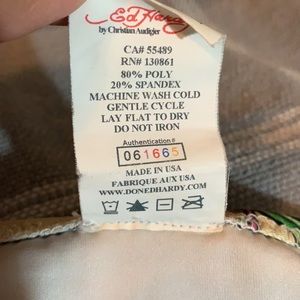 Ed Hardy
by Christian Audigier
CA# 55489
RN# 130861
80% POLY
20% SPANDEX
MACHINE WASH COLD
GENTLE CYCLE
LAY FLAT TO DRY
DO NOT IRON
Authentication#
061665
MADE IN USA
FABRIQUE AUX USA
WWW.DONEDHARDY.COM